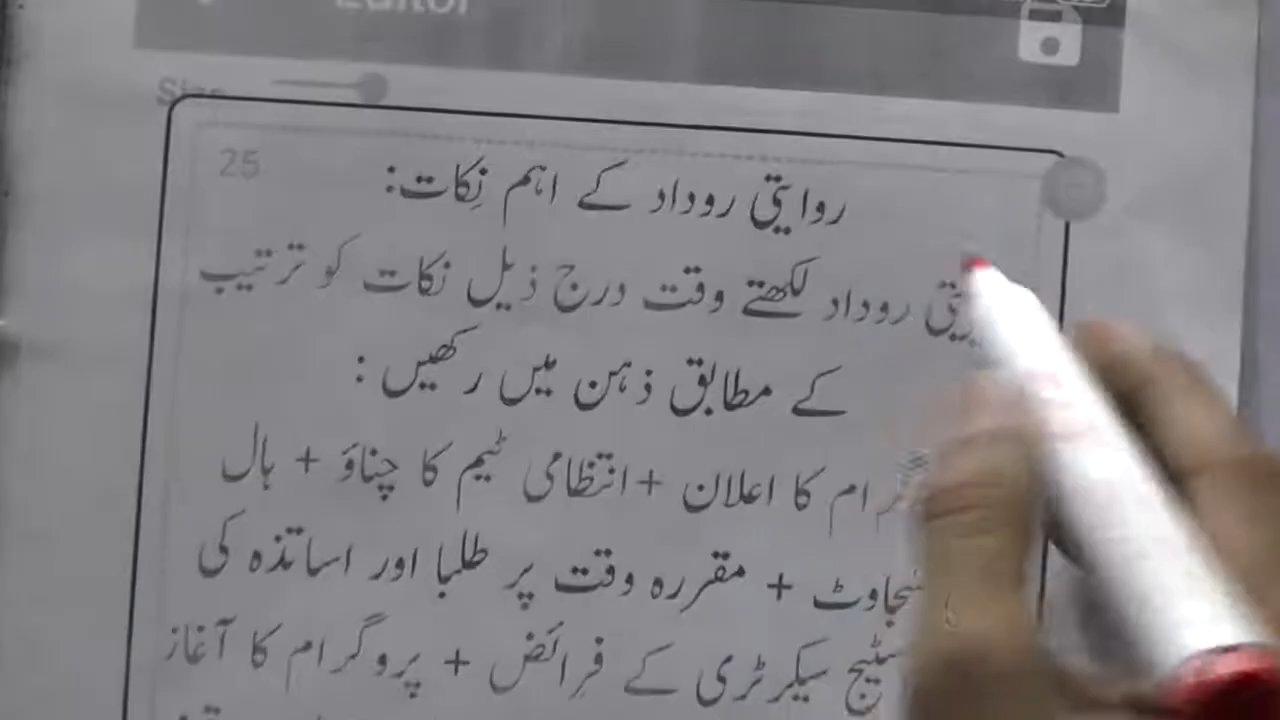 Editor
Size
25
روایتی روداد کے اہم نِکات:
روداد لکھتے وقت درج ذیل نکات کو ترتیب
کے مطابق ذہن میں رکھیں :
کا اعلان + انتظامی ٹیم کا چناؤ + ہال
سجاوٹ + مقررہ وقت پر طلبا اور اساتذہ کی
سٹیج سیکرٹری کے فرائض + پروگرام کا آغاز